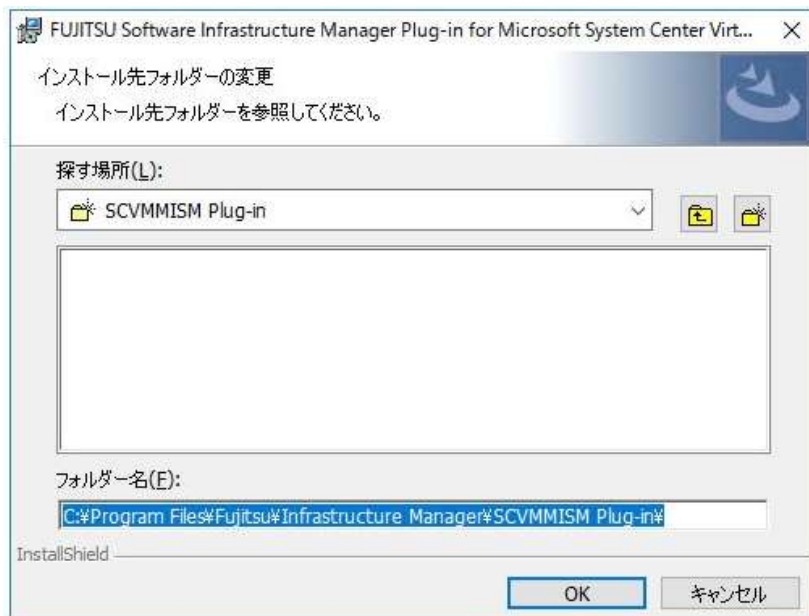 FUJITSU Software Infrastructure Manager Plug-in for Microsoft System Center Virt...
インストール先フォルダーの変更
インストール先フォルダーを参照してください。
探す場所(L):
SCVMMISM Plug-in
フォルダー名(F):
C:¥Program Files¥Fujitsu¥Infrastructure Manager¥SCVMMISM Plug-in¥
InstallShield
OK
キャンセル